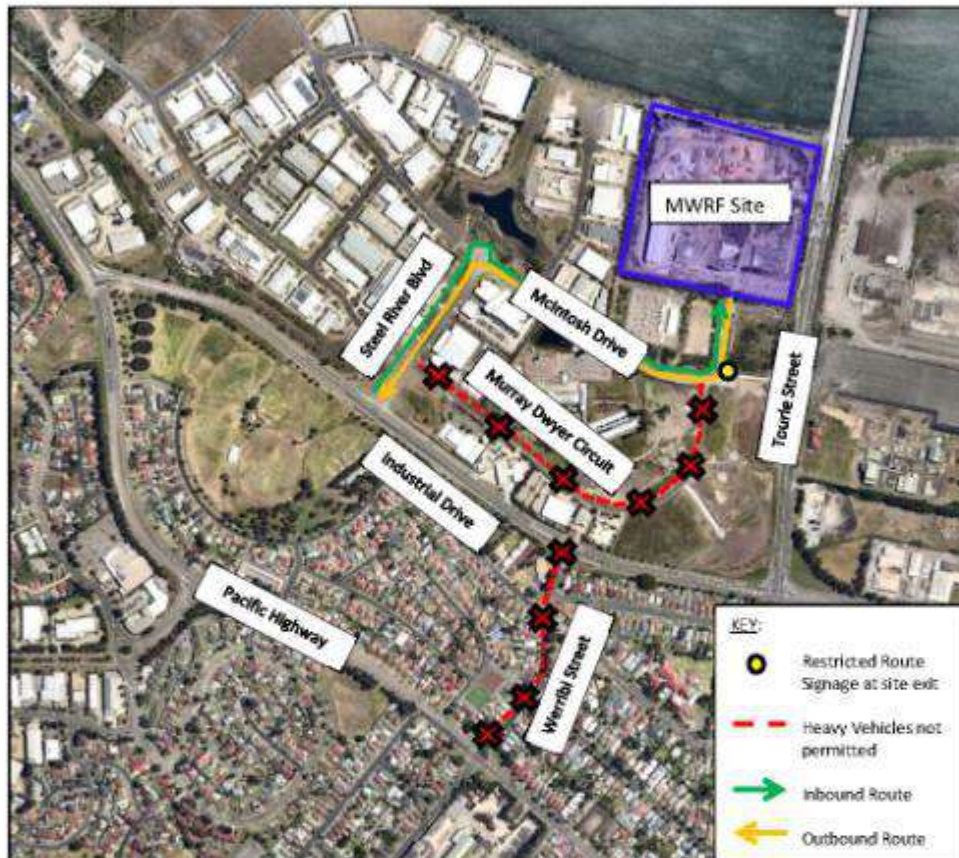 MWRF Site
Steel River Blvd
McIntosh Drive
Murray Dwyer Circuit
Tourle Street
Industrial Drive
Pacific Highway
Werribi Street
KEY:
Restricted Route
Signage at site exit
Heavy Vehicles not
permitted
Inbound Route
Outbound Route